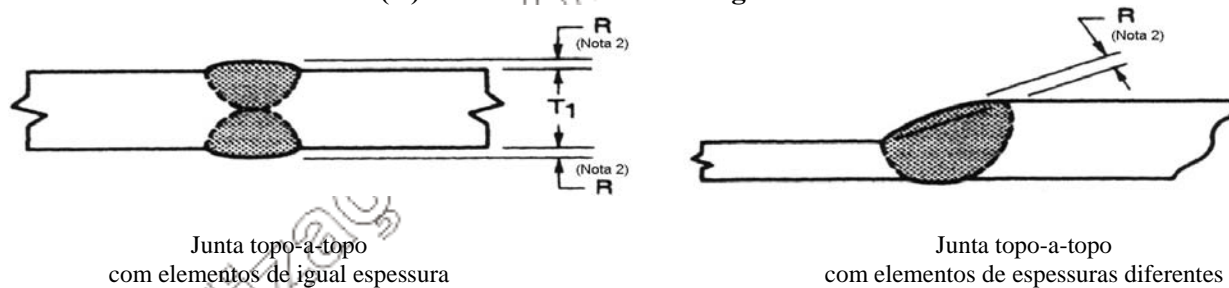 R
(Nota 2)
T1
(Nota 2)
R
R
(Nota 2)
Junta topo-a-topo
com elementos de igual espessura
Junta topo-a-topo
com elementos de espessuras diferentes